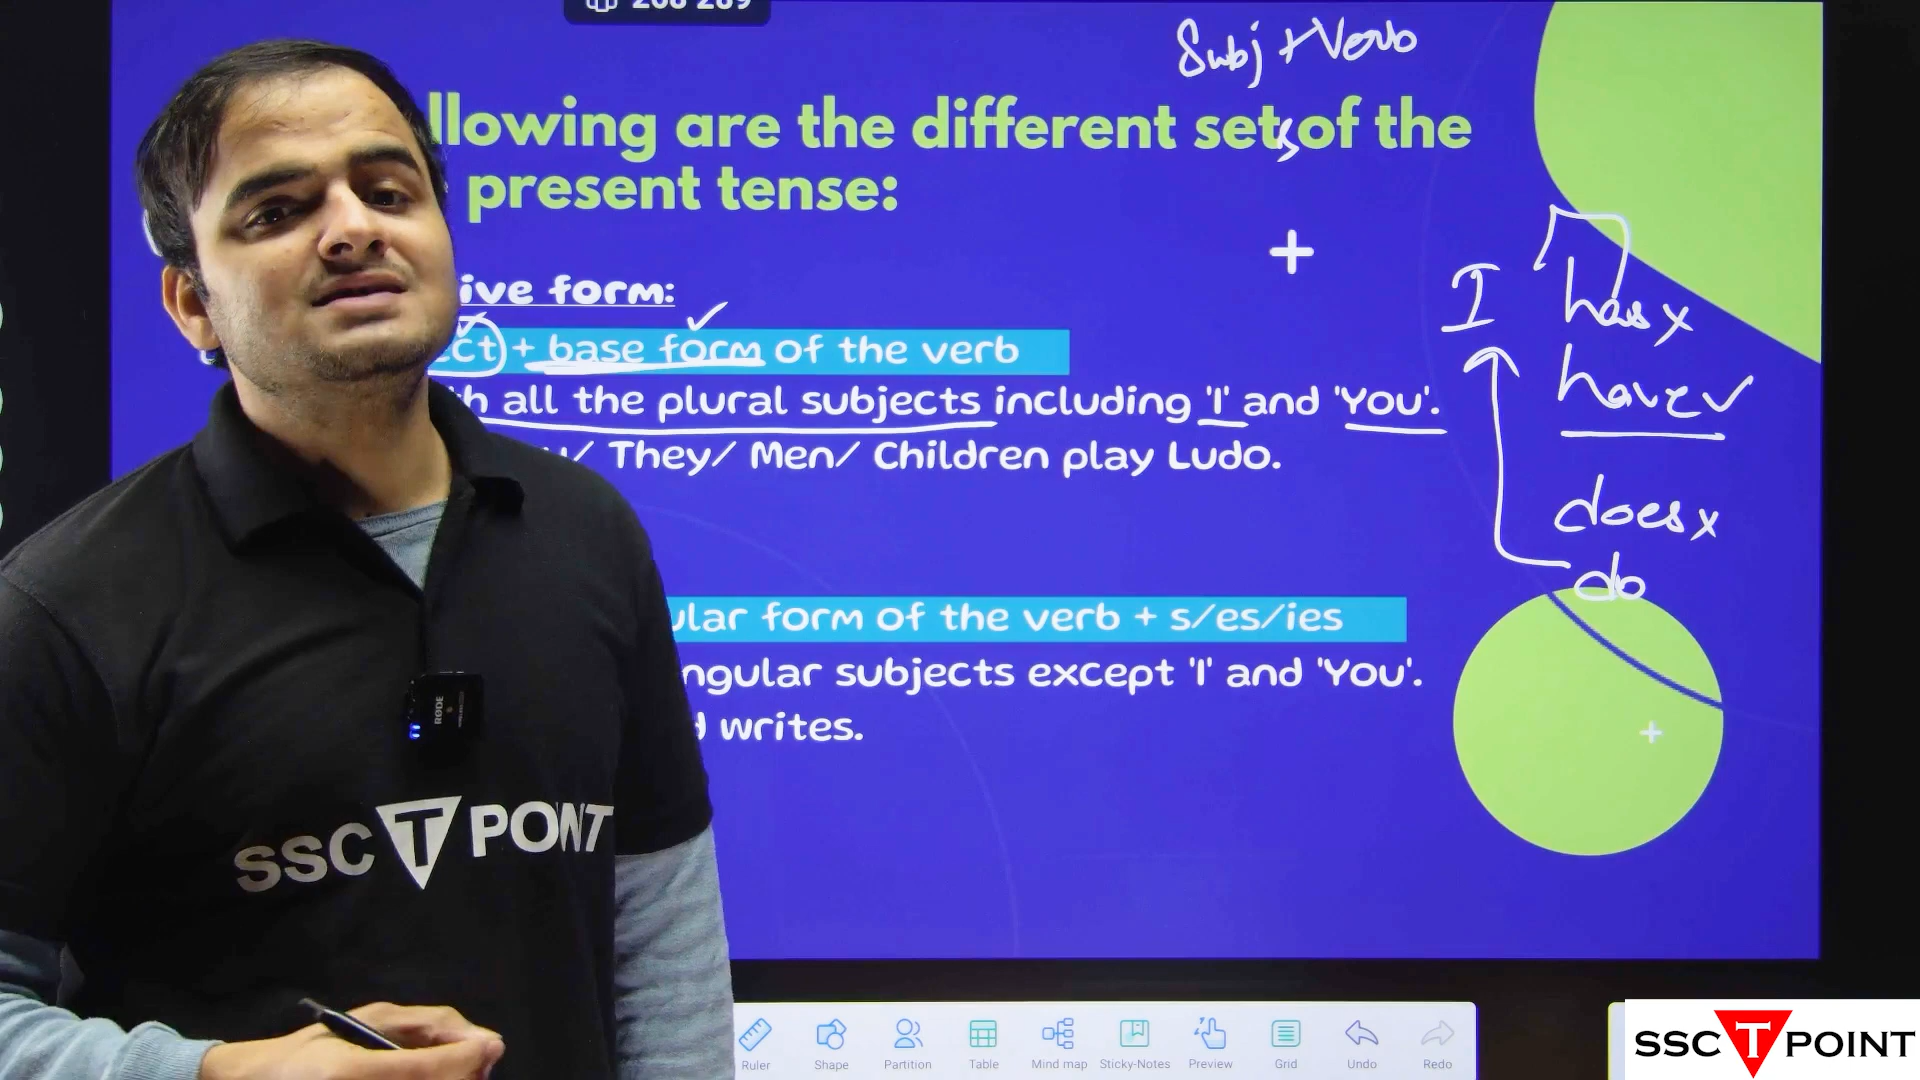 Subj + Verb
llowing are the different sets of the
present tense:
ive form:
ect + base form of the verb
h all the plural subjects including 'I' and 'You'.
u/ They/ Men/ Children play Ludo.
I has x
have ✓
does x
do
ular form of the verb + s/es/ies
ngular subjects except 'I' and 'You'.
d writes.
RØDE
SSC T POINT
Ruler Shape Partition Table Mind map Sticky-Notes Preview Grid Undo Redo
SSC T POINT